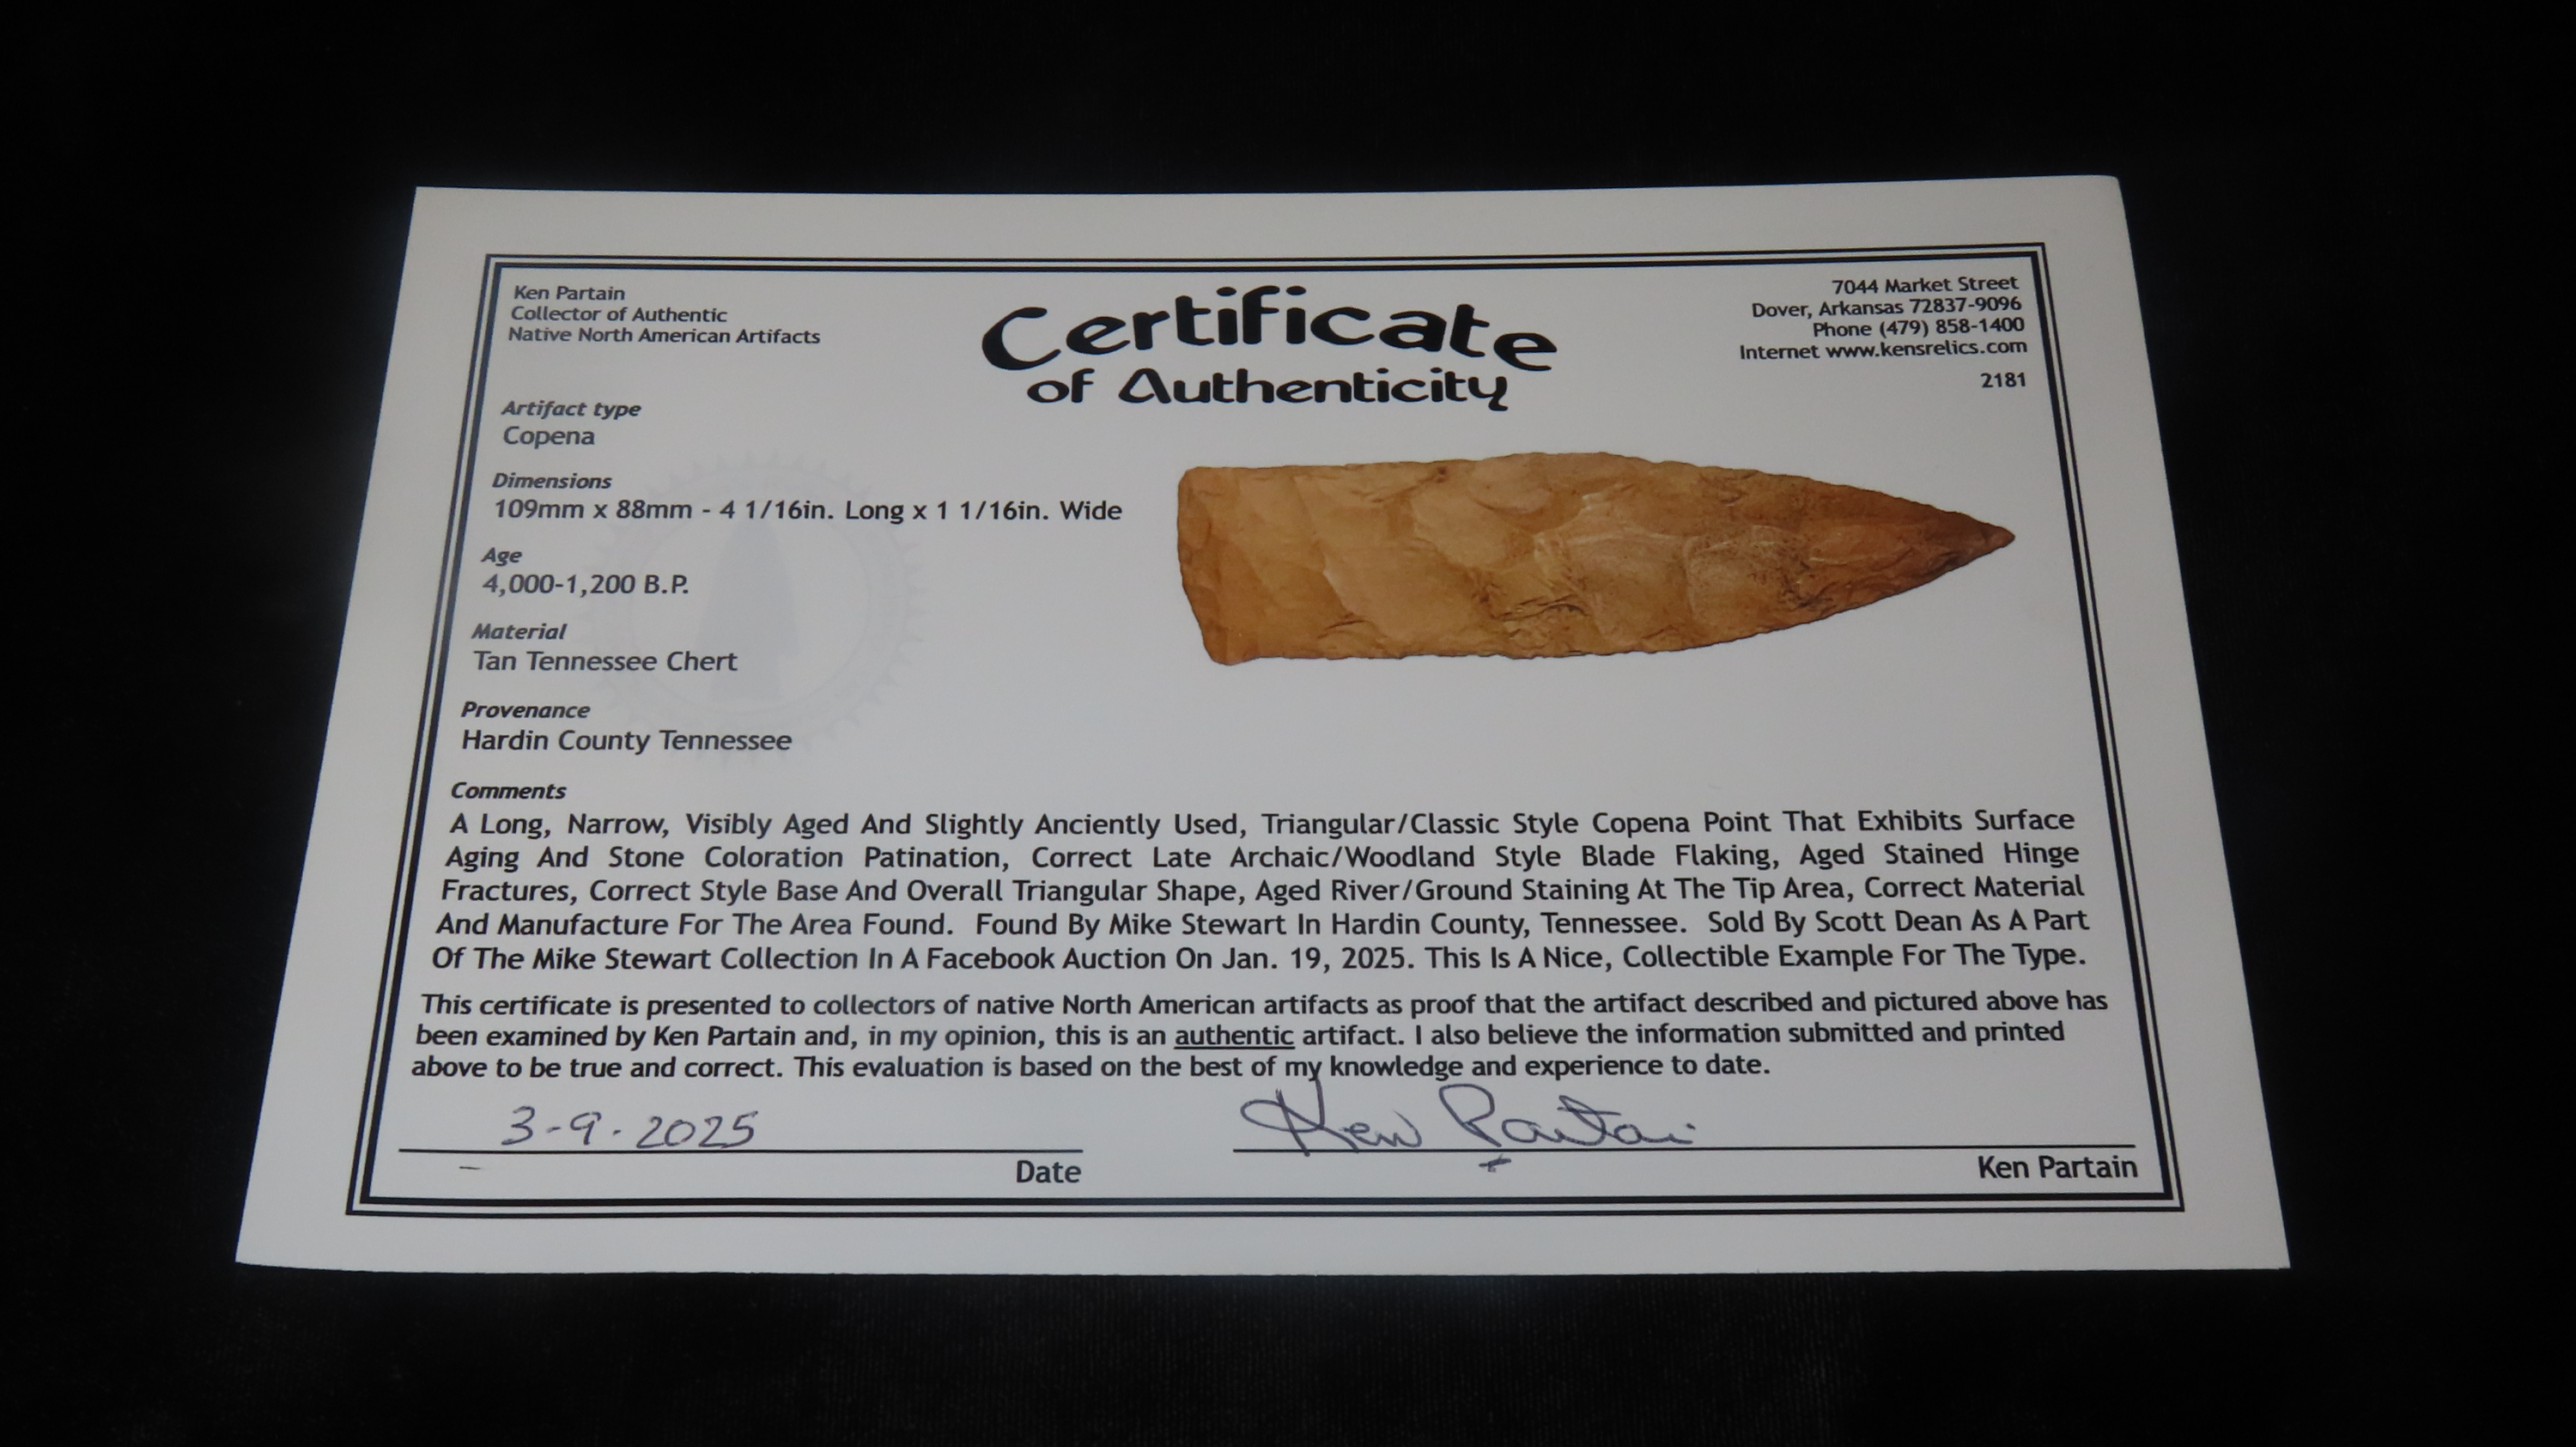 Ken Partain
Collector of Authentic
Native North American Artifacts
Certificate
of Authenticity
7044 Market Street
Dover, Arkansas 72837-9096
Phone (479) 858-1400
Internet www.kensrelics.com
2181
Artifact type
Copena
Dimensions
109mm x 88mm - 4 1/16in. Long x 1 1/16in. Wide
Age
4,000-1,200 B.P.
Material
Tan Tennessee Chert
Provenance
Hardin County Tennessee
Comments
A Long, Narrow, Visibly Aged And Slightly Anciently Used, Triangular/Classic Style Copena Point That Exhibits Surface
Aging And Stone Coloration Patination, Correct Late Archaic/Woodland Style Blade Flaking, Aged Stained Hinge
Fractures, Correct Style Base And Overall Triangular Shape, Aged River/Ground Staining At The Tip Area, Correct Material
And Manufacture For The Area Found. Found By Mike Stewart In Hardin County, Tennessee. Sold By Scott Dean As A Part
Of The Mike Stewart Collection In A Facebook Auction On Jan. 19, 2025. This Is A Nice, Collectible Example For The Type.
This certificate is presented to collectors of native North American artifacts as proof that the artifact described and pictured above has
been examined by Ken Partain and, in my opinion, this is an authentic artifact. I also believe the information submitted and printed
above to be true and correct. This evaluation is based on the best of my knowledge and experience to date.
3-9-2025
Ken Partain
Date
Ken Partain